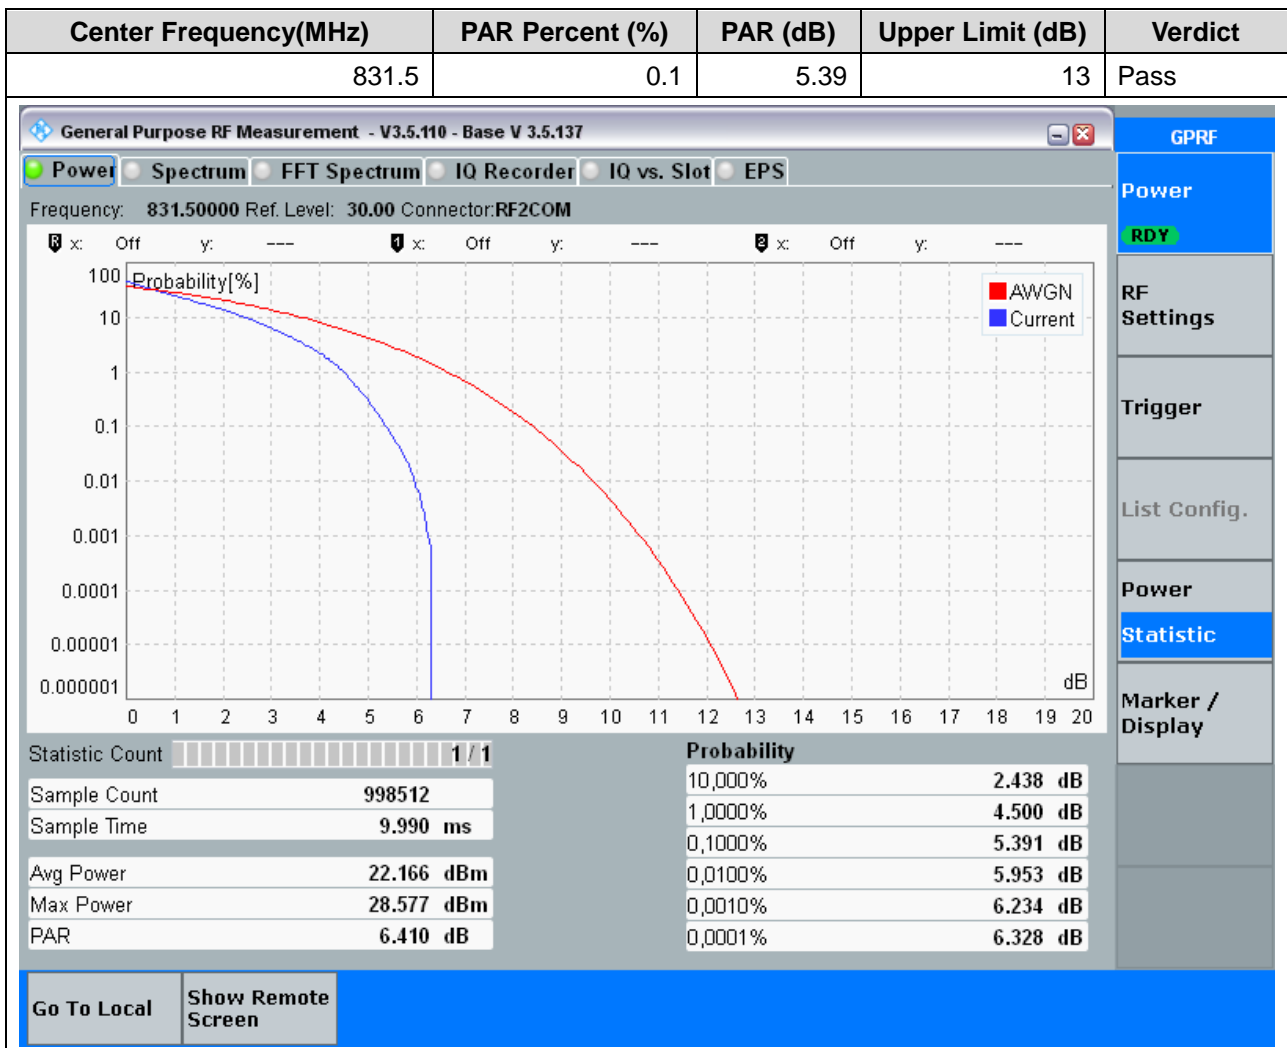 Center Frequency(MHz) PAR Percent (%) PAR (dB) Upper Limit (dB) Verdict
831.5 0.1 5.39 13 Pass
General Purpose RF Measurement - V3.5.110 - Base V 3.5.137
GPRF
Power Spectrum FFT Spectrum IQ Recorder IQ vs. Slot EPS
Power
RDY
Frequency: 831.50000 Ref. Level: 30.00 Connector:RF2COM
R x: Off y: --- 1 x: Off y: --- 2 x: Off y: ---
Probability[%]
AWGN
Current
100
10
1
0.1
0.01
0.001
0.0001
0.00001
0.000001
dB
0 1 2 3 4 5 6 7 8 9 10 11 12 13 14 15 16 17 18 19 20
RF
Settings
Trigger
List Config.
Power
Statistic
Marker /
Display
Statistic Count 1 / 1
Sample Count 998512
Sample Time 9.990 ms
Avg Power 22.166 dBm
Max Power 28.577 dBm
PAR 6.410 dB
Probability
10,000% 2.438 dB
1,0000% 4.500 dB
0,1000% 5.391 dB
0,0100% 5.953 dB
0,0010% 6.234 dB
0,0001% 6.328 dB
Go To Local
Show Remote
Screen